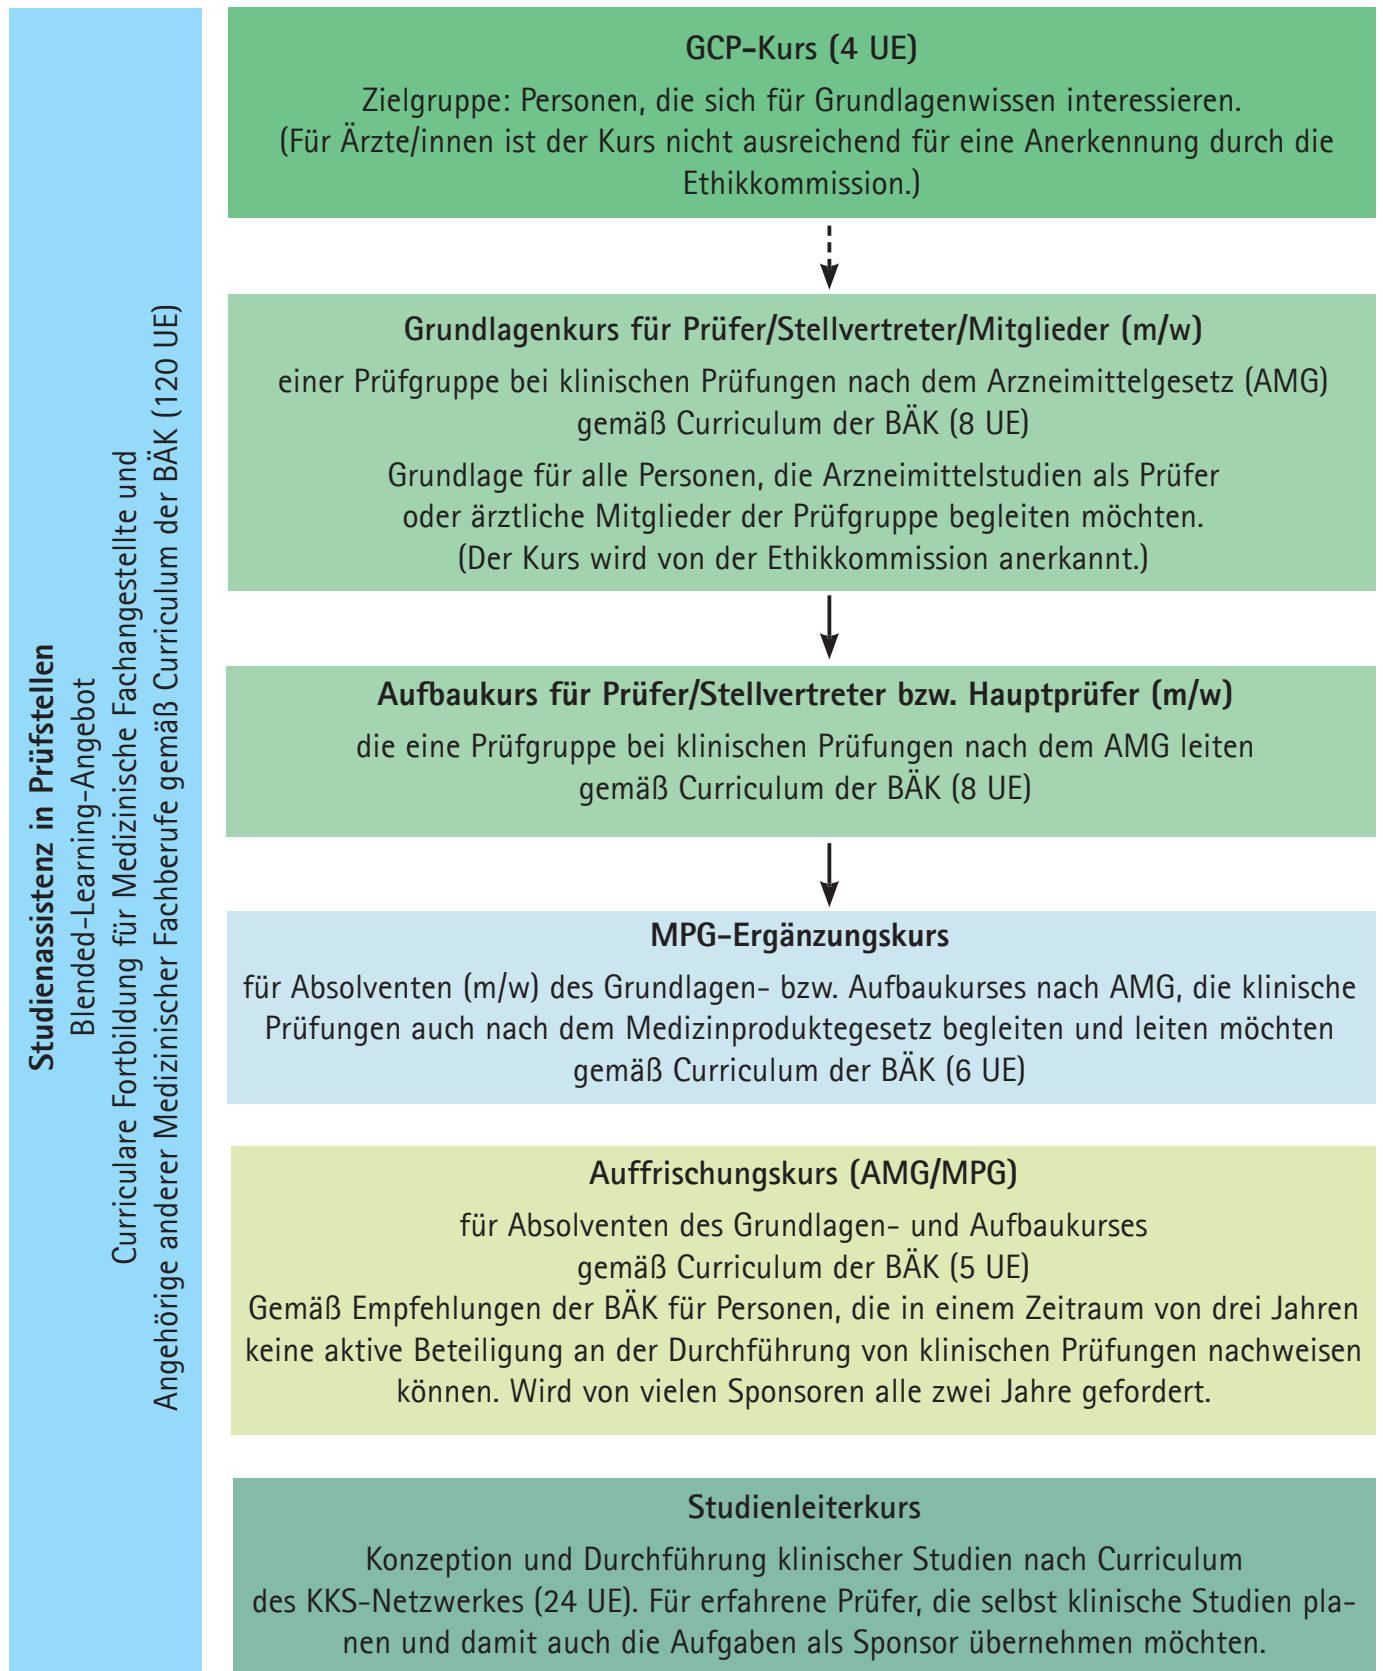 Studienassistenz in Prüfstellen
Blended-Learning-Angebot
Curriculare Fortbildung für Medizinische Fachangestellte und
Angehörige anderer Medizinischer Fachberufe gemäß Curriculum der BÄK (120 UE)
GCP-Kurs (4 UE)
Zielgruppe: Personen, die sich für Grundlagenwissen interessieren.
(Für Ärzte/innen ist der Kurs nicht ausreichend für eine Anerkennung durch die
Ethikkommission.)
Grundlagenkurs für Prüfer/Stellvertreter/Mitglieder (m/w)
einer Prüfgruppe bei klinischen Prüfungen nach dem Arzneimittelgesetz (AMG)
gemäß Curriculum der BÄK (8 UE)
Grundlage für alle Personen, die Arzneimittelstudien als Prüfer
oder ärztliche Mitglieder der Prüfgruppe begleiten möchten.
(Der Kurs wird von der Ethikkommission anerkannt.)
Aufbaukurs für Prüfer/Stellvertreter bzw. Hauptprüfer (m/w)
die eine Prüfgruppe bei klinischen Prüfungen nach dem AMG leiten
gemäß Curriculum der BÄK (8 UE)
MPG-Ergänzungskurs
für Absolventen (m/w) des Grundlagen- bzw. Aufbaukurses nach AMG, die klinische
Prüfungen auch nach dem Medizinproduktegesetz begleiten und leiten möchten
gemäß Curriculum der BÄK (6 UE)
Auffrischungskurs (AMG/MPG)
für Absolventen des Grundlagen- und Aufbaukurses
gemäß Curriculum der BÄK (5 UE)
Gemäß Empfehlungen der BÄK für Personen, die in einem Zeitraum von drei Jahren
keine aktive Beteiligung an der Durchführung von klinischen Prüfungen nachweisen
können. Wird von vielen Sponsoren alle zwei Jahre gefordert.
Studienleiterkurs
Konzeption und Durchführung klinischer Studien nach Curriculum
des KKS-Netzwerkes (24 UE). Für erfahrene Prüfer, die selbst klinische Studien pla-
nen und damit auch die Aufgaben als Sponsor übernehmen möchten.